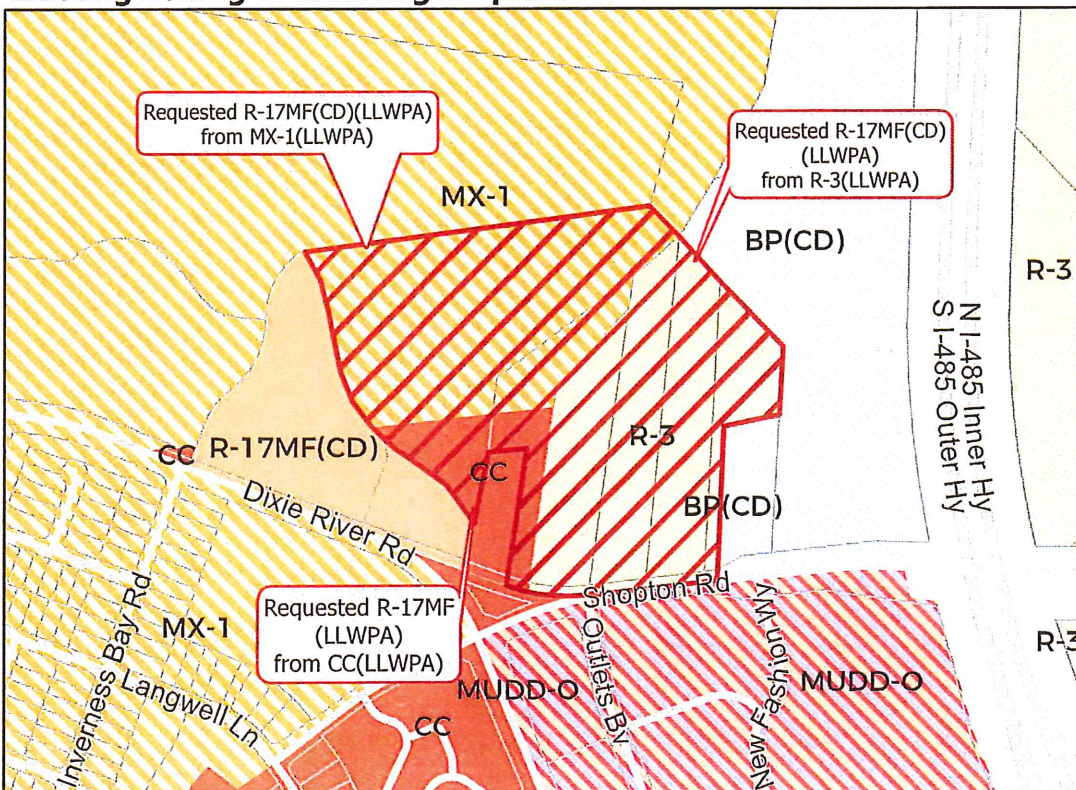 Requested R-17MF(CD)(LLWPA)
from MX-1(LLWPA)
Requested R-17MF(CD)
(LLWPA)
from R-3(LLWPA)
MX-1
BP(CD)
R-3
N I-485 Inner Hy
S I-485 Outer Hy
R-3
CC
R-17MF(CD)
CC
Dixie River Rd
BP(CD)
Shopton Rd
Requested R-17MF
(LLWPA)
from CC(LLWPA)
MX-1
Inverness Bay Rd
Langwell Ln
MUDD-O
CC
S Outlets Bv
New Fashion Wy
MUDD-O
R-3